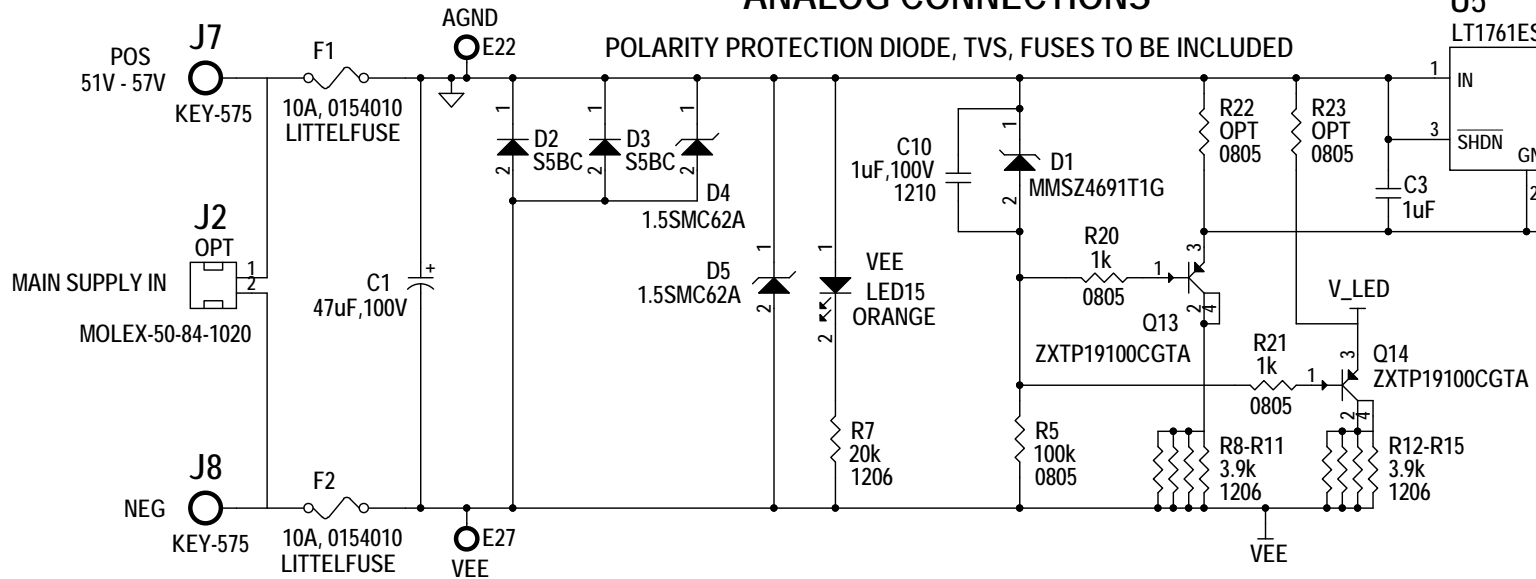 ANALOG CONNECTIONS
POLARITY PROTECTION DIODE, TVS, FUSES TO BE INCLUDED
J7
POS
51V - 57V
KEY-575
F1
10A, 0154010
LITTELFUSE
AGND
E22
J2
OPT
1
2
MAIN SUPPLY IN
MOLEX-50-84-1020
C1
+
47uF,100V
1
D2
S5BC
2
1
D3
S5BC
2
1
2
D4
1.5SMC62A
1
D5
1.5SMC62A
2
1
VEE
LED15
ORANGE
2
R7
20k
1206
C10
1uF,100V
1210
1
D1
MMSZ4691T1G
2
R20
1k
0805
R5
100k
0805
1
3
2
4
Q13
ZXTP19100CGTA
R22
OPT
0805
R23
OPT
0805
R8-R11
3.9k
1206
R21
1k
0805
V_LED
1
3
2
4
Q14
ZXTP19100CGTA
R12-R15
3.9k
1206
C3
1uF
LT1761ES
1
IN
3
SHDN
GN
2
J8
NEG
KEY-575
F2
10A, 0154010
LITTELFUSE
E27
VEE
VEE